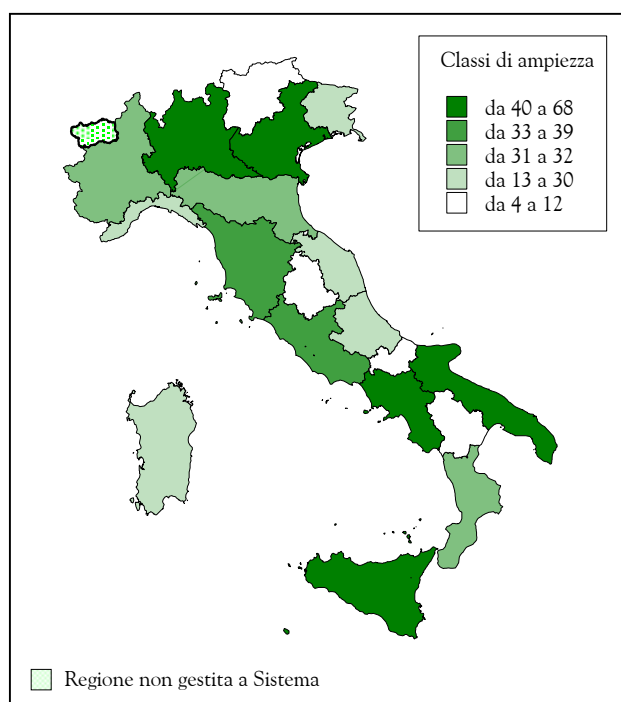 Classi di ampiezza
da 40 a 68
da 33 a 39
da 31 a 32
da 13 a 30
da 4 a 12
Regione non gestita a Sistema